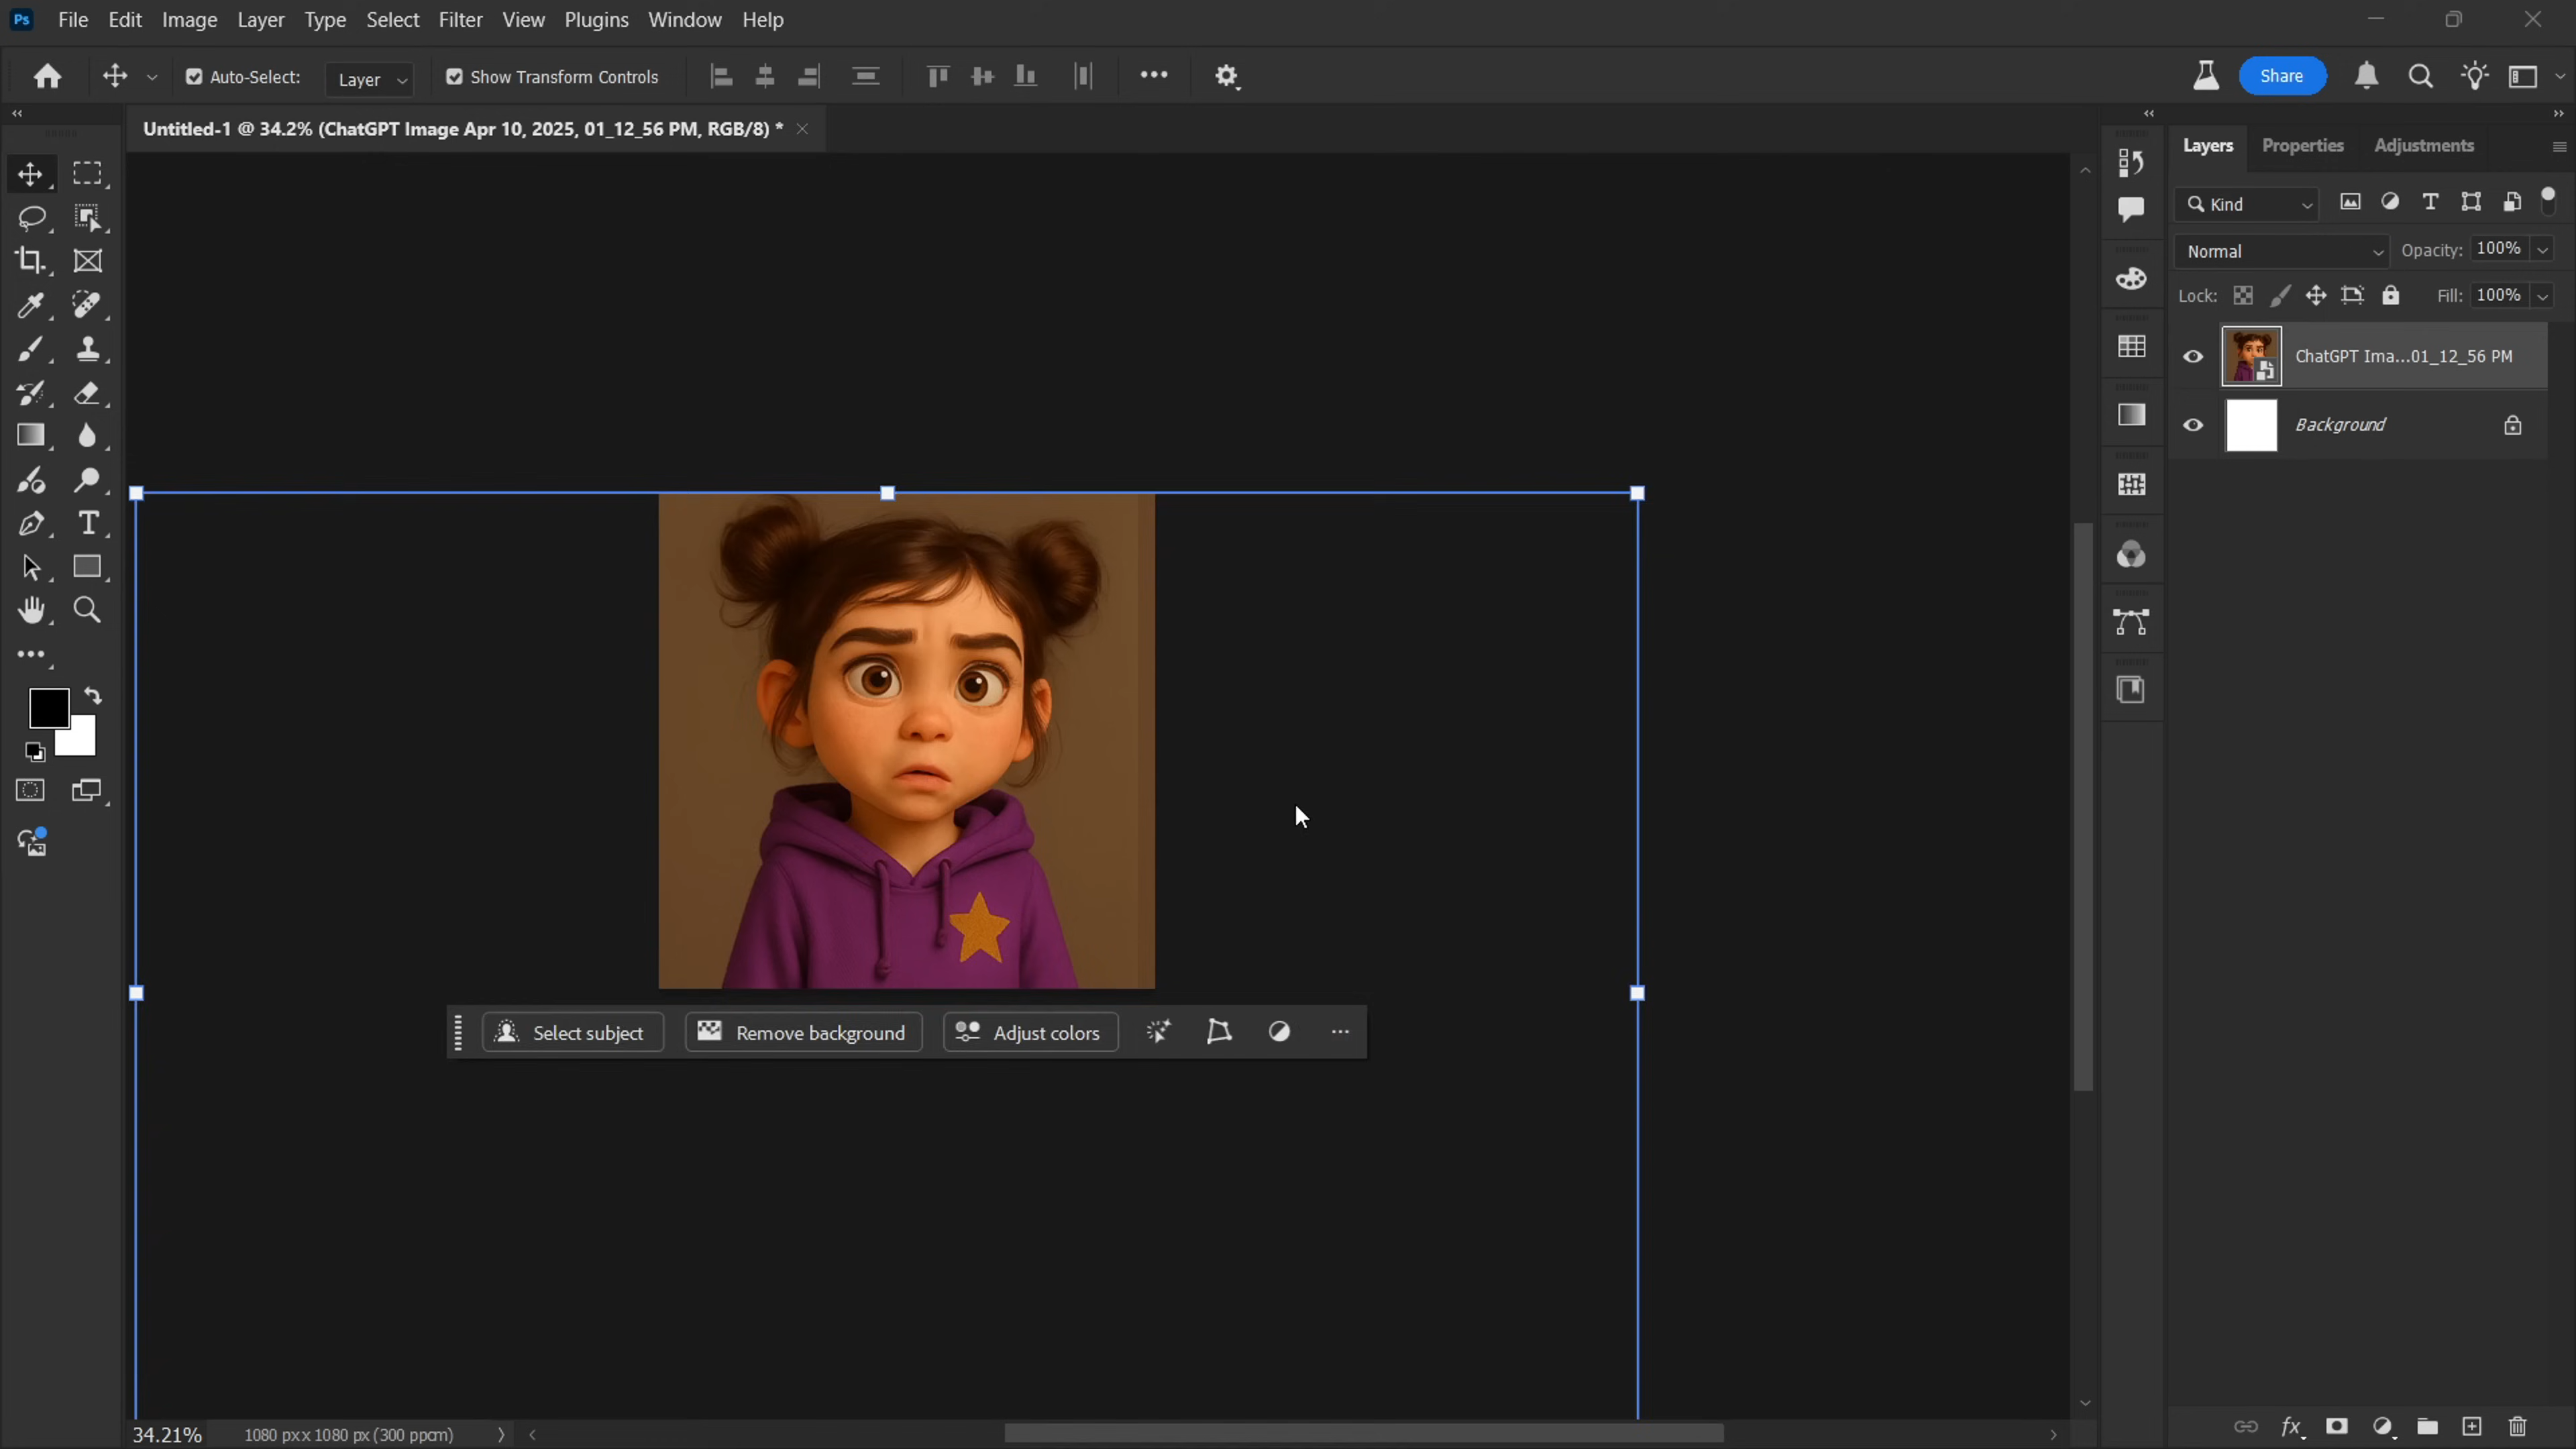 Ps File Edit Image Layer Type Select Filter View Plugins Window Help
Auto-Select: Layer Show Transform Controls Share
Untitled-1 @ 34.2% (ChatGPT Image Apr 10, 2025, 01_12_56 PM, RGB/8) *
Layers Properties Adjustments
Kind
Normal Opacity: 100%
Lock: Fill: 100%
ChatGPT Ima...01_12_56 PM
Background
Select subject Remove background Adjust colors
34.21% 1080 px x 1080 px (300 ppcm)
fx